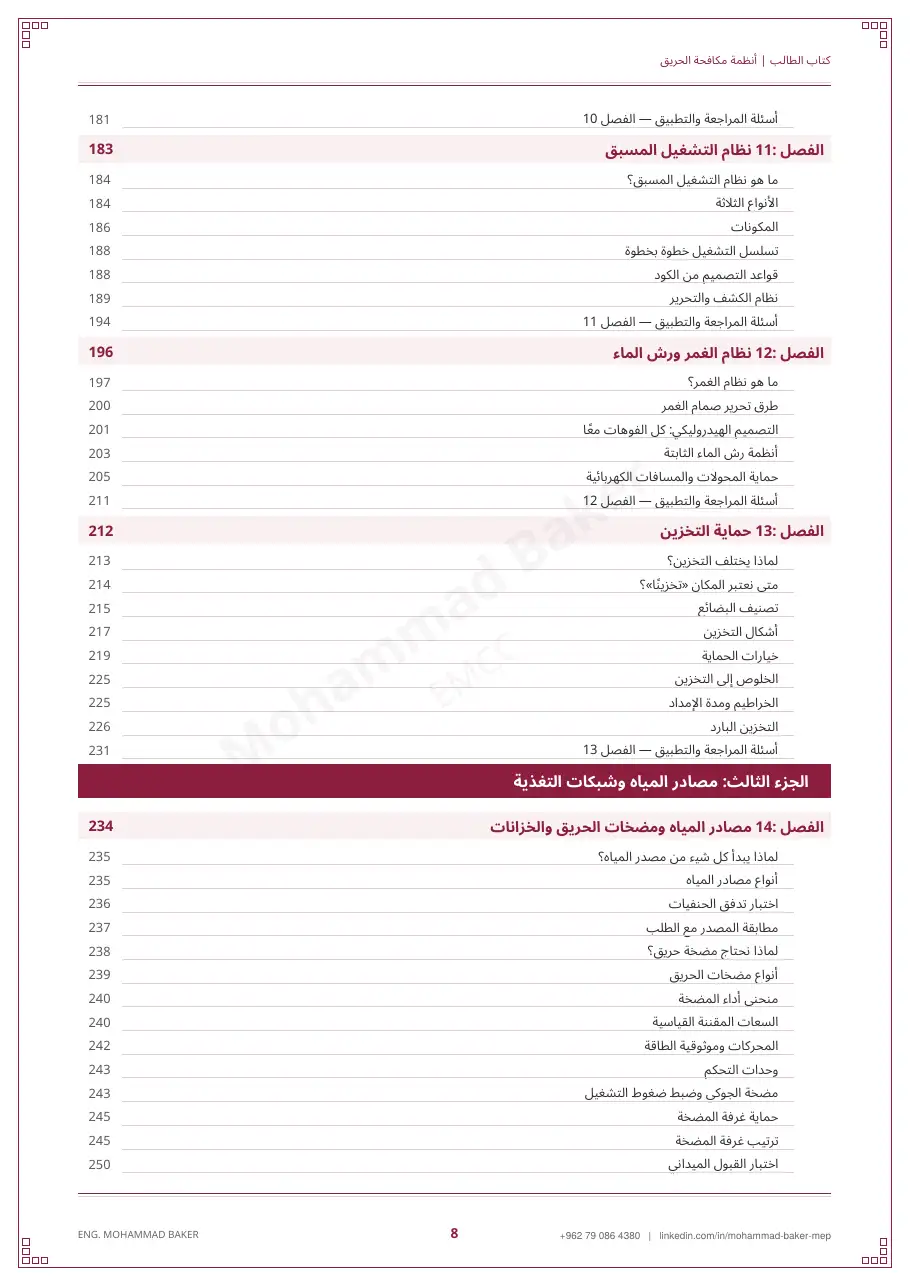 كتاب الطالب | أنظمة مكافحة الحريق
أسئلة المراجعة والتطبيق — الفصل 10 181
الفصل :11 نظام التشغيل المسبق 183
ما هو نظام التشغيل المسبق؟ 184
الأنواع الثلاثة 184
المكونات 186
تسلسل التشغيل خطوة بخطوة 188
قواعد التصميم من الكود 188
نظام الكشف والتحرير 189
أسئلة المراجعة والتطبيق — الفصل 11 194
الفصل :12 نظام الغمر ورش الماء 196
ما هو نظام الغمر؟ 197
طرق تحرير صمام الغمر 200
التصميم الهيدروليكي: كل الفوهات معًا 201
أنظمة رش الماء الثابتة 203
حماية المحولات والمسافات الكهربائية 205
أسئلة المراجعة والتطبيق — الفصل 12 211
الفصل :13 حماية التخزين 212
لماذا يختلف التخزين؟ 213
متى نعتبر المكان «تخزينًا»؟ 214
تصنيف البضائع 215
أشكال التخزين 217
خيارات الحماية 219
الخلوص إلى التخزين 225
الخراطيم ومدة الإمداد 225
التخزين البارد 226
أسئلة المراجعة والتطبيق — الفصل 13 231
الجزء الثالث: مصادر المياه وشبكات التغذية
الفصل :14 مصادر المياه ومضخات الحريق والخزانات 234
لماذا يبدأ كل شيء من مصدر المياه؟ 235
أنواع مصادر المياه 235
اختبار تدفق الحنفيات 236
مطابقة المصدر مع الطلب 237
لماذا نحتاج مضخة حريق؟ 238
أنواع مضخات الحريق 239
منحنى أداء المضخة 240
السعات المقننة القياسية 240
المحركات وموثوقية الطاقة 242
وحدات التحكم 243
مضخة الجوكي وضبط ضغوط التشغيل 243
حماية غرفة المضخة 245
ترتيب غرفة المضخة 245
اختبار القبول الميداني 250
Mohammad Baker
ENG. MOHAMMAD BAKER 8 +962 79 086 4380 | linkedin.com/in/mohammad-baker-mep